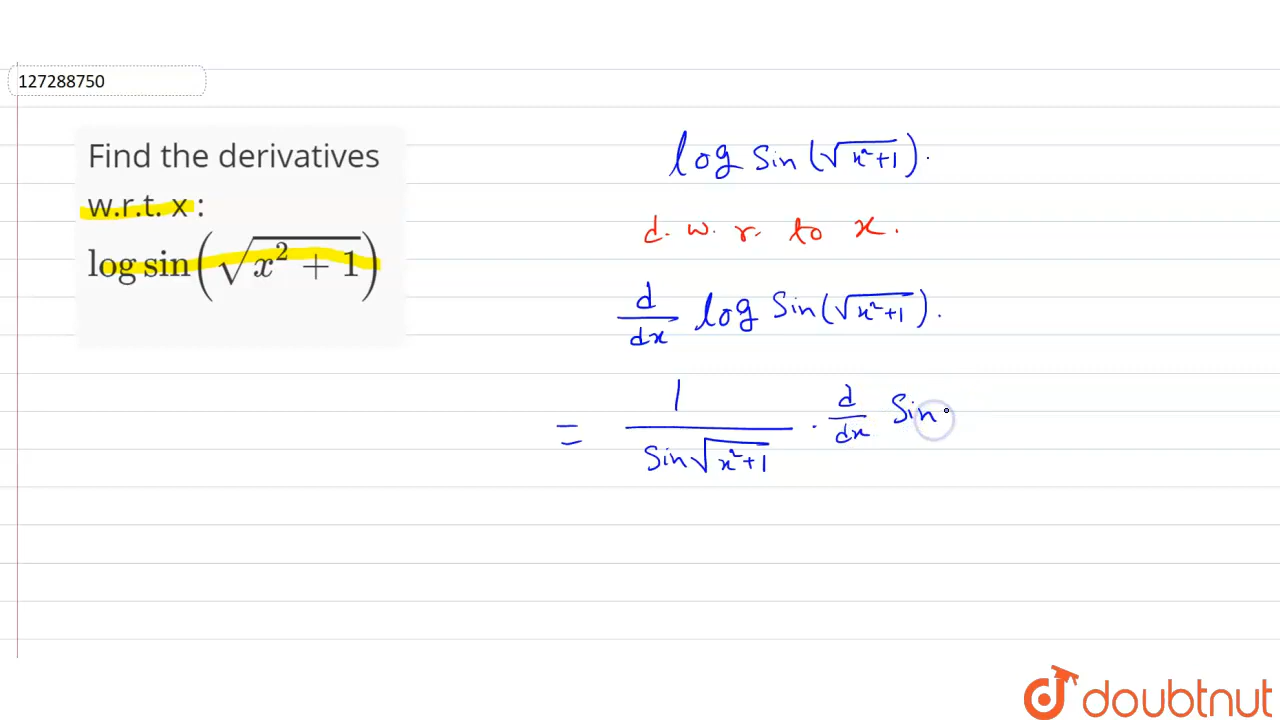 127288750
Find the derivatives
w.r.t. x :
log sin(√(x² + 1))
log sin (√(x²+1)).
d. w. r. to x.
d/dx log sin (√(x²+1)).
= 1/(sin√(x²+1)) · d/dx sin
doubtnut